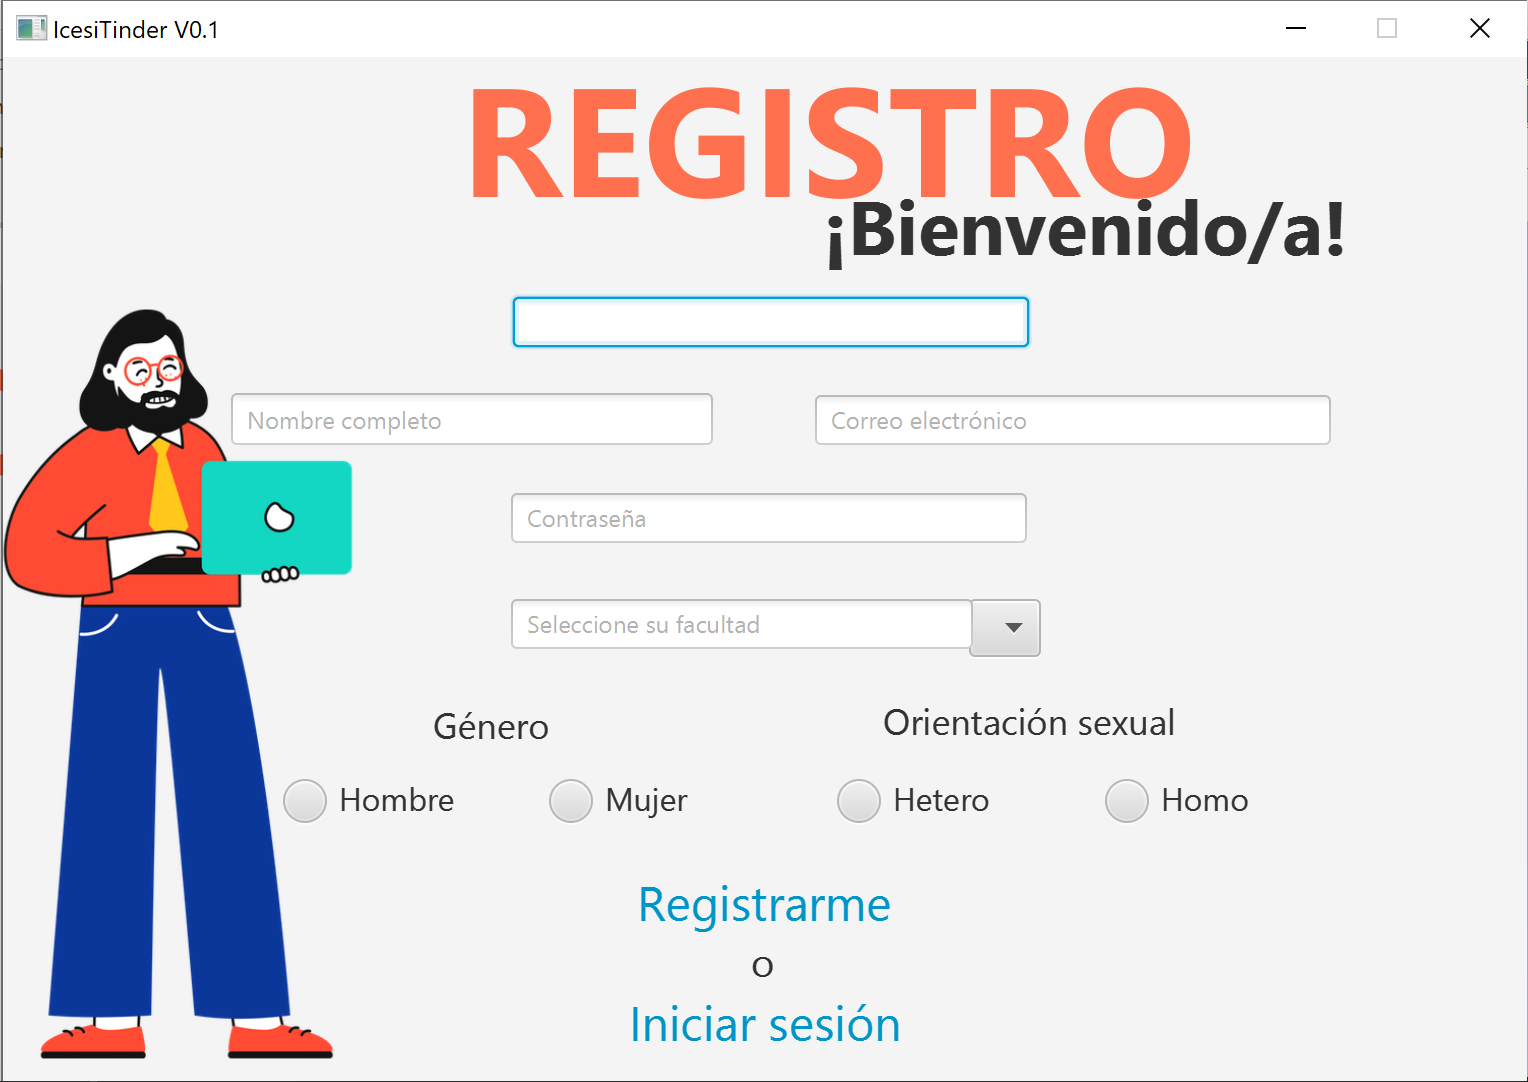 IcesiTinder V0.1
REGISTRO
¡Bienvenido/a!
Nombre completo
Correo electrónico
Contraseña
Seleccione su facultad
Género
Orientación sexual
Hombre
Mujer
Hetero
Homo
Registrarme
o
Iniciar sesión